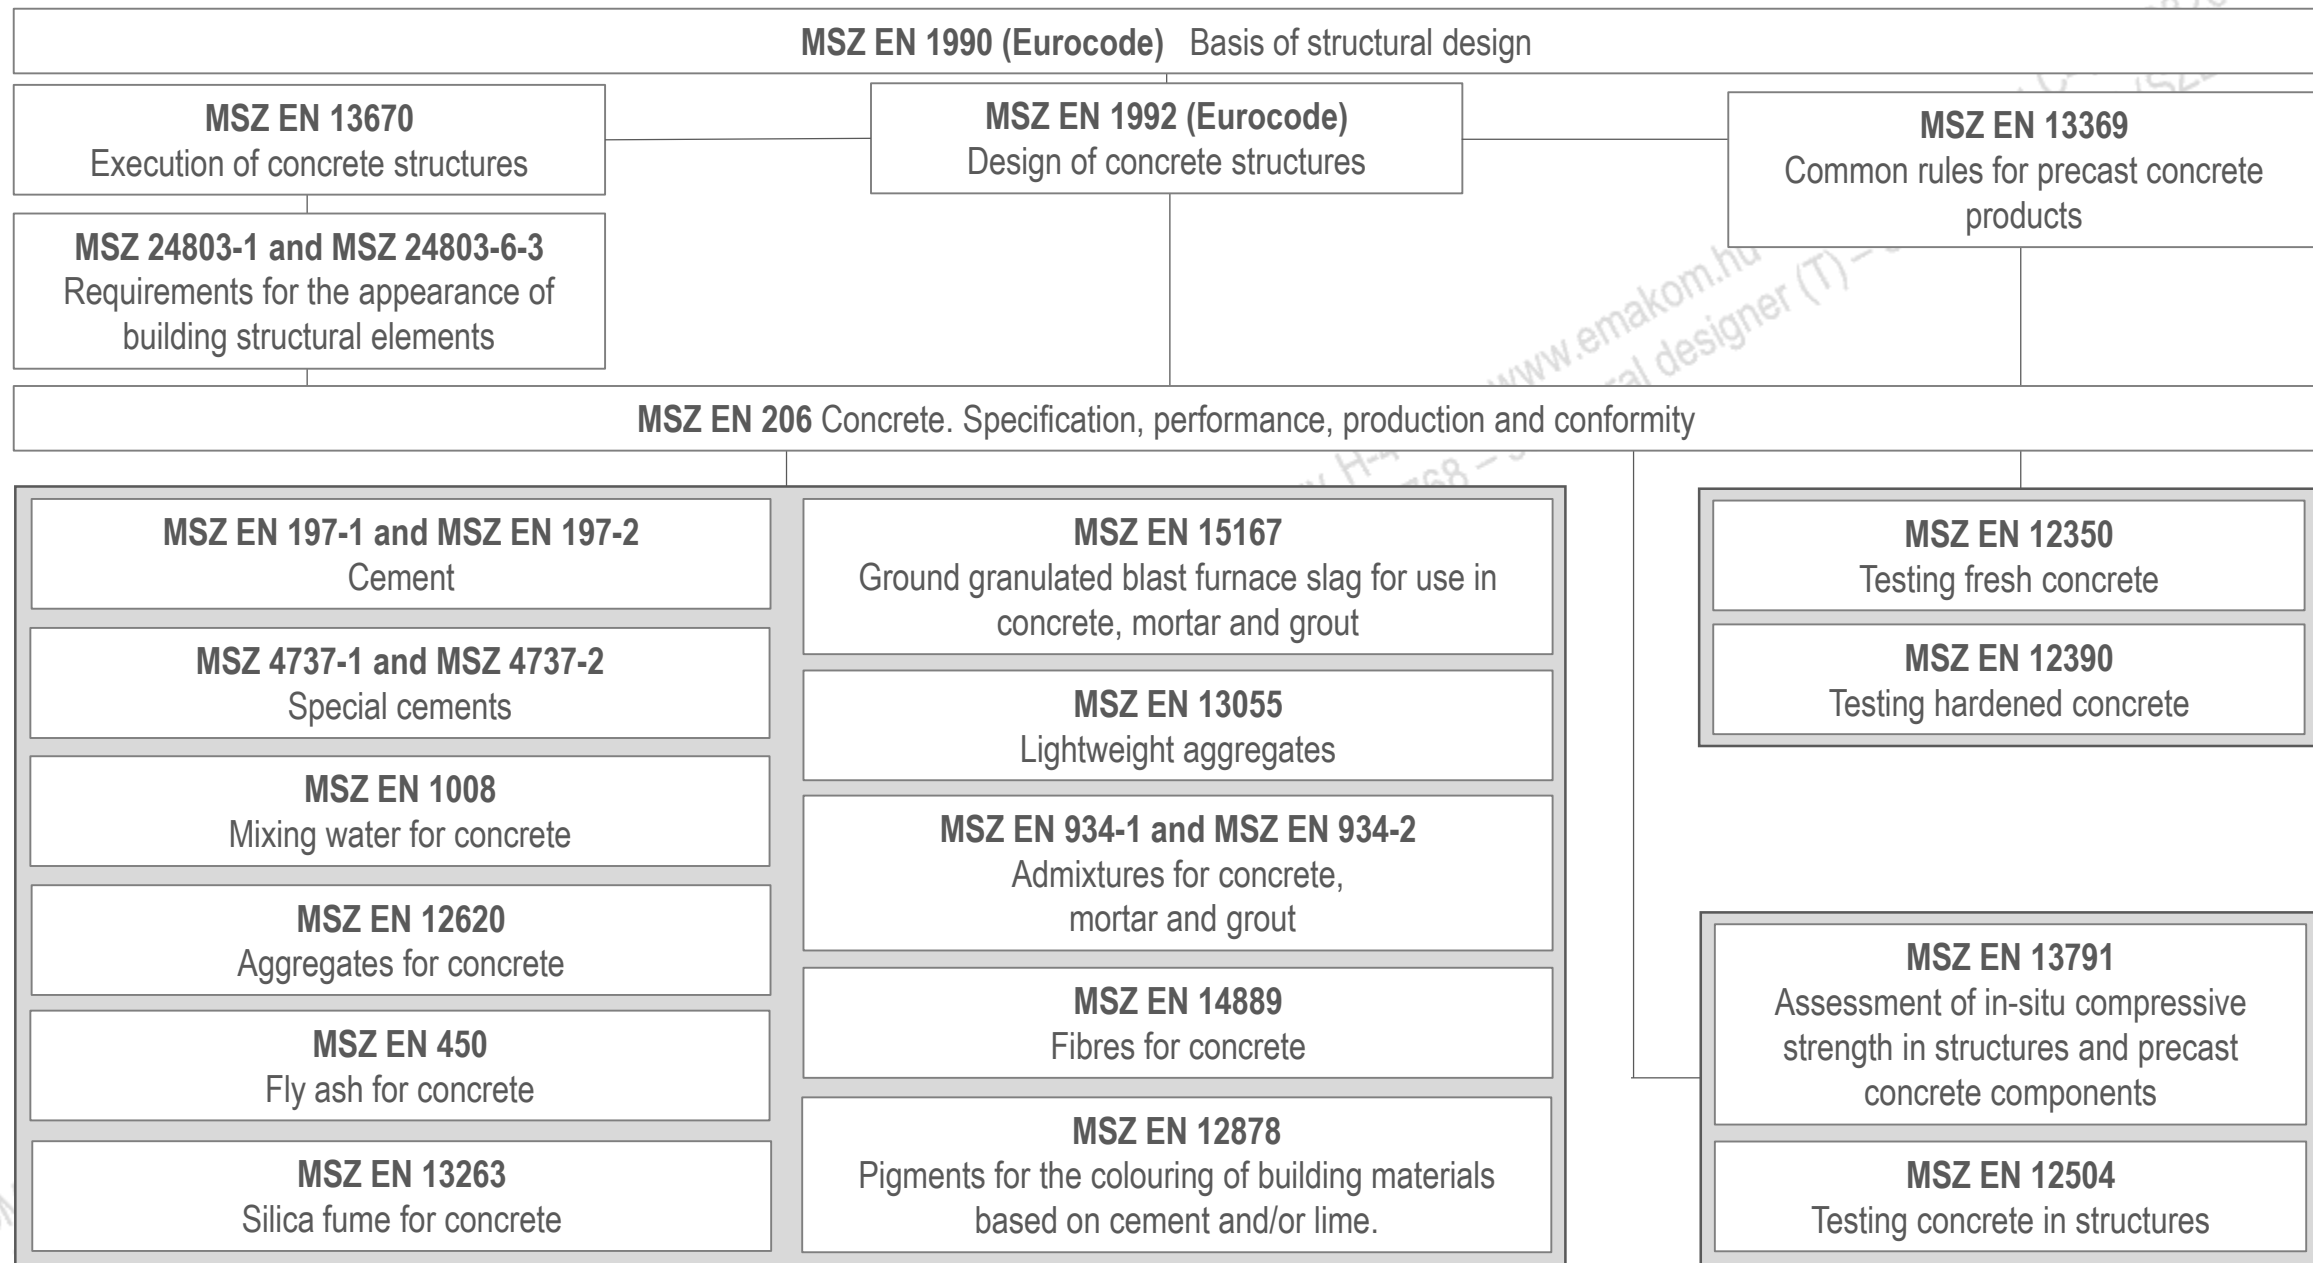 MSZ EN 1990 (Eurocode) Basis of structural design
MSZ EN 13670
Execution of concrete structures
MSZ EN 1992 (Eurocode)
Design of concrete structures
MSZ EN 13369
Common rules for precast concrete
products
MSZ 24803-1 and MSZ 24803-6-3
Requirements for the appearance of
building structural elements
www.emakom.hu
designer (T) –
MSZ EN 206 Concrete. Specification, performance, production and conformity
MSZ EN 197-1 and MSZ EN 197-2
Cement
MSZ 4737-1 and MSZ 4737-2
Special cements
MSZ EN 1008
Mixing water for concrete
MSZ EN 12620
Aggregates for concrete
MSZ EN 450
Fly ash for concrete
MSZ EN 13263
Silica fume for concrete
MSZ EN 15167
Ground granulated blast furnace slag for use in
concrete, mortar and grout
MSZ EN 13055
Lightweight aggregates
MSZ EN 934-1 and MSZ EN 934-2
Admixtures for concrete,
mortar and grout
MSZ EN 14889
Fibres for concrete
MSZ EN 12878
Pigments for the colouring of building materials
based on cement and/or lime.
MSZ EN 12350
Testing fresh concrete
MSZ EN 12390
Testing hardened concrete
MSZ EN 13791
Assessment of in-situ compressive
strength in structures and precast
concrete components
MSZ EN 12504
Testing concrete in structures